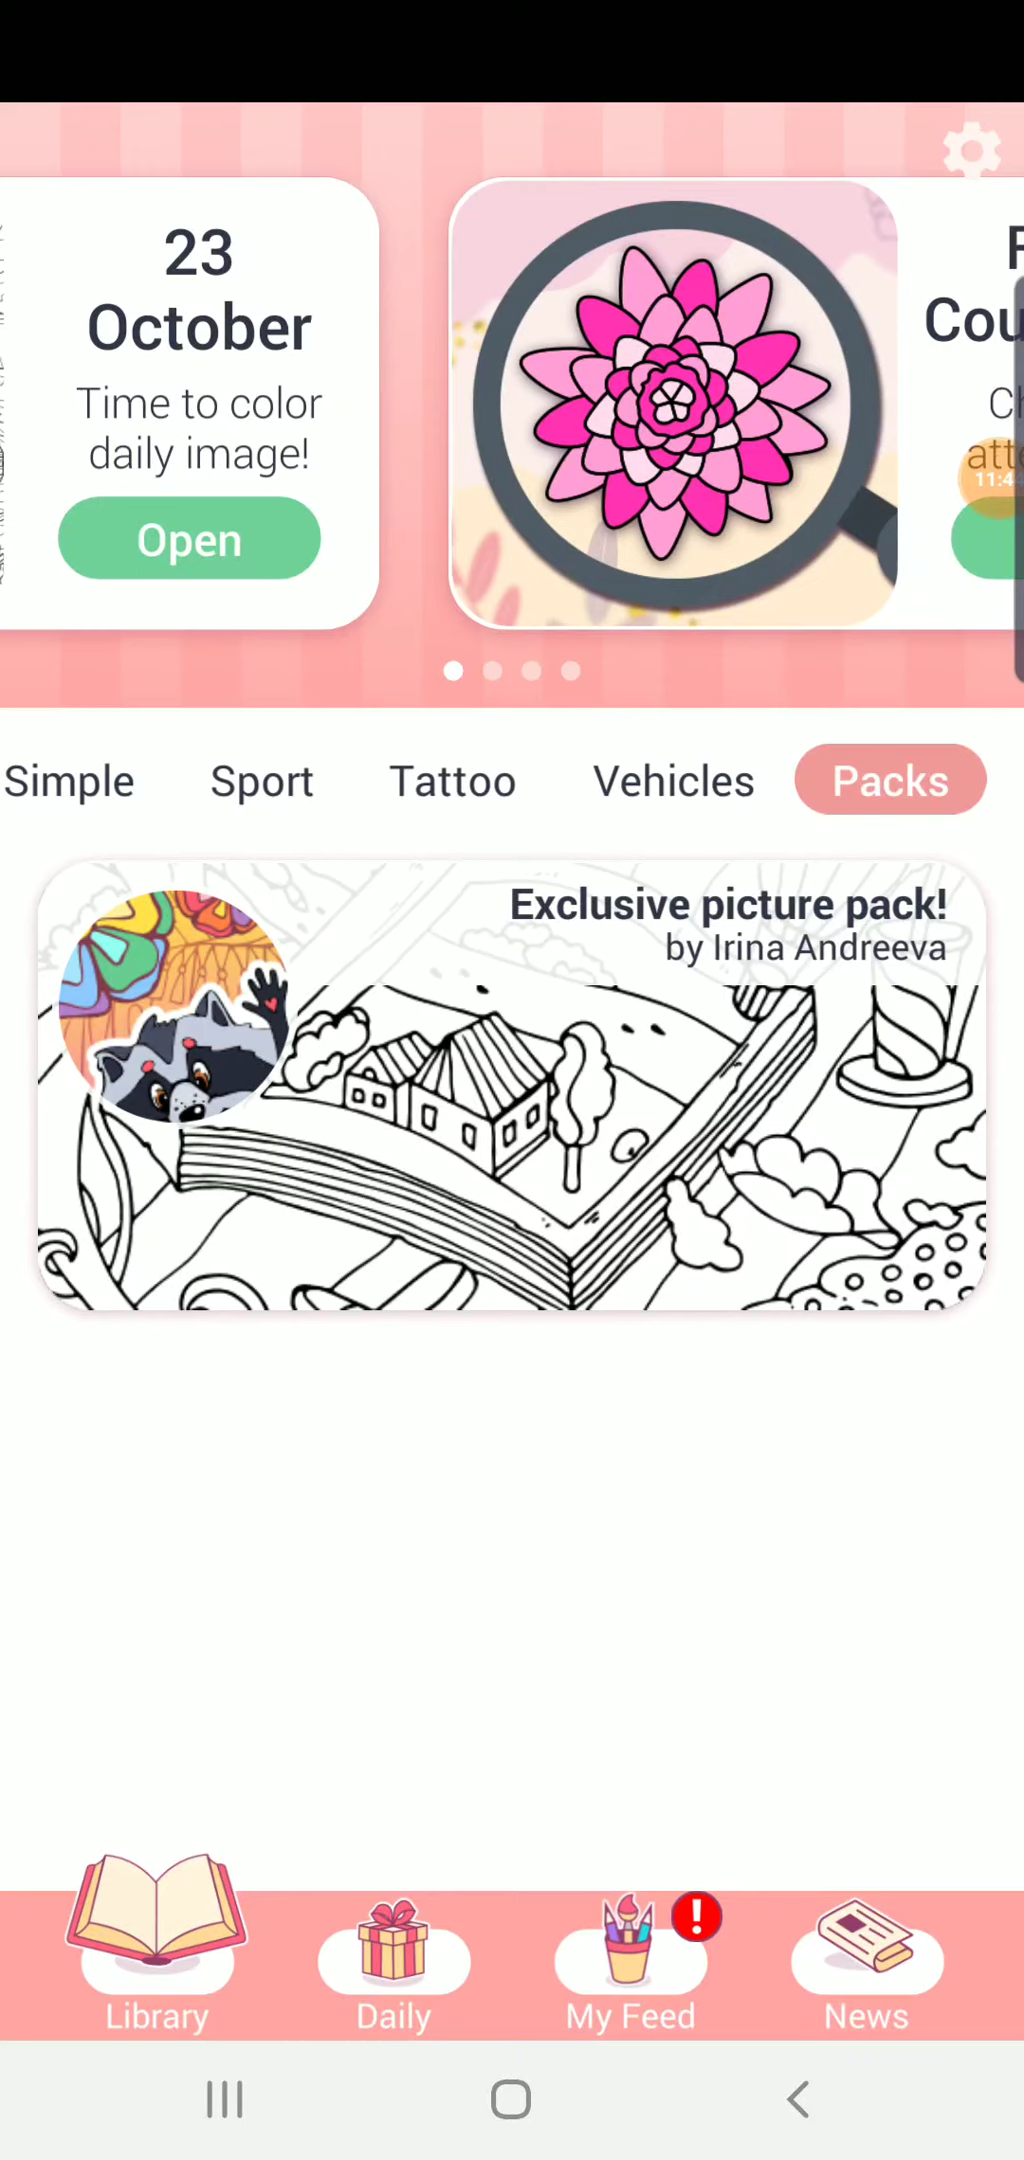 23
October
Time to color
daily image!
Open
Simple
Sport
Tattoo
Vehicles
Packs
Exclusive picture pack!
by Irina Andreeva
!
Library
Daily
My Feed
News